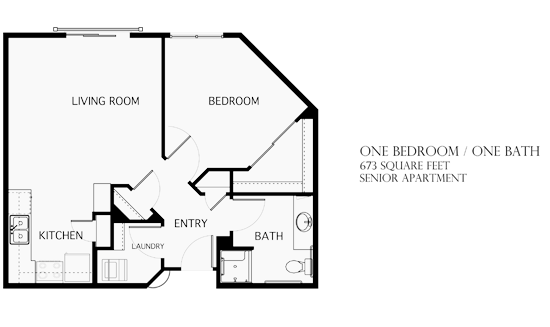 LIVING ROOM
BEDROOM
ONE BEDROOM / ONE BATH
673 SQUARE FEET
SENIOR APARTMENT
ENTRY
KITCHEN
BATH
LAUNDRY